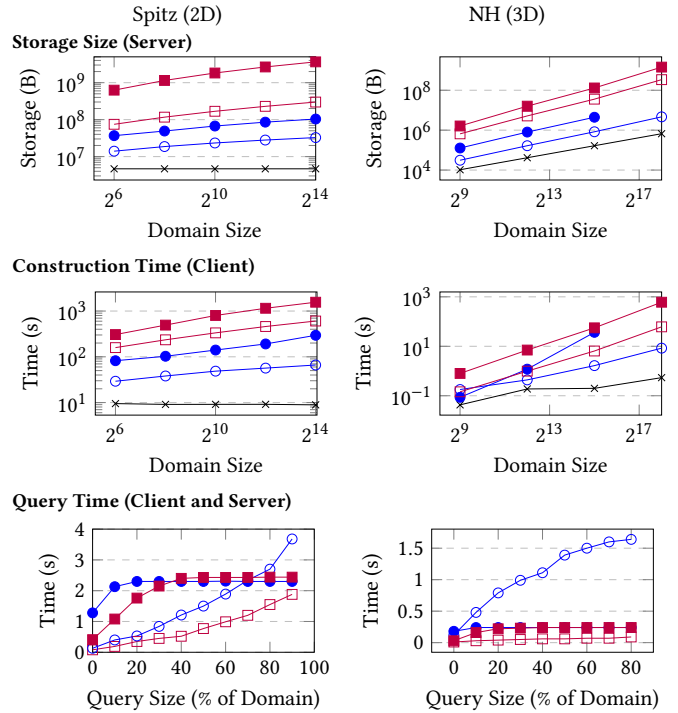 Spitz (2D) NH (3D)
Storage Size (Server)
Storage (B) 10^9 10^8 10^7 2^6 2^10 2^14 Domain Size
Storage (B) 10^8 10^6 10^4 2^9 2^13 2^17 Domain Size
Construction Time (Client)
Time (s) 10^3 10^2 10^1 2^6 2^10 2^14 Domain Size
Time (s) 10^3 10^1 10^−1 2^9 2^13 2^17 Domain Size
Query Time (Client and Server)
Time (s) 4 3 2 1 0 0 20 40 60 80 100 Query Size (% of Domain)
Time (s) 1.5 1 0.5 0 0 20 40 60 80 Query Size (% of Domain)